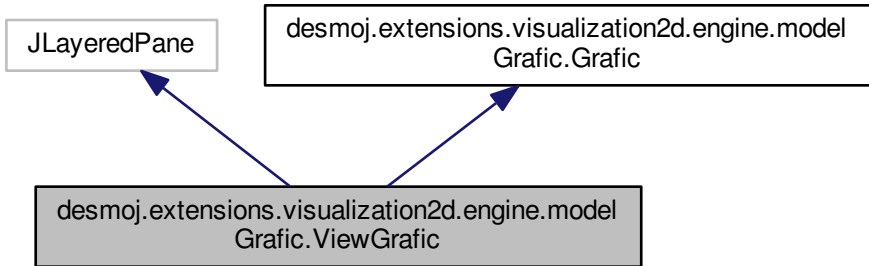 JLayeredPane
desmoj.extensions.visualization2d.engine.model
Grafic.Grafic
desmoj.extensions.visualization2d.engine.model
Grafic.ViewGrafic